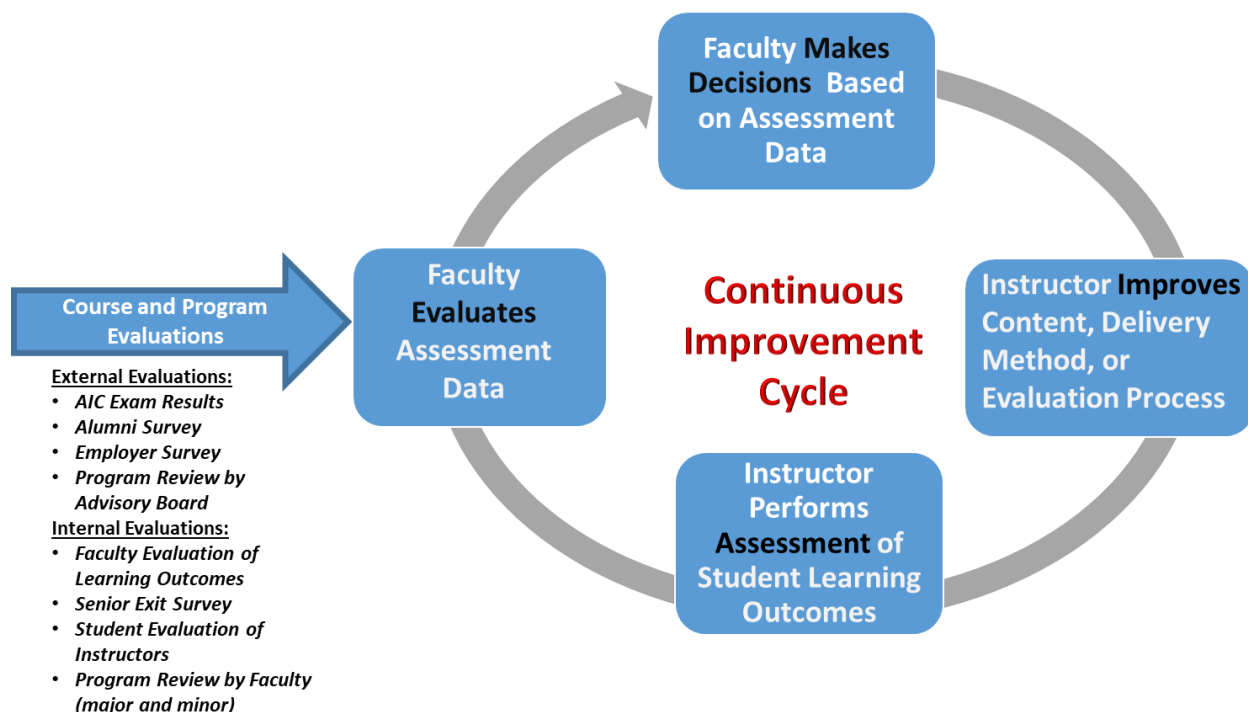 Faculty Makes
Decisions Based
on Assessment
Data
Course and Program
Evaluations
External Evaluations:
• AIC Exam Results
• Alumni Survey
• Employer Survey
• Program Review by
Advisory Board
Internal Evaluations:
• Faculty Evaluation of
Learning Outcomes
• Senior Exit Survey
• Student Evaluation of
Instructors
• Program Review by Faculty
(major and minor)
Faculty
Evaluates
Assessment
Data
Continuous
Improvement
Cycle
Instructor Improves
Content, Delivery
Method, or
Evaluation Process
Instructor
Performs
Assessment of
Student Learning
Outcomes